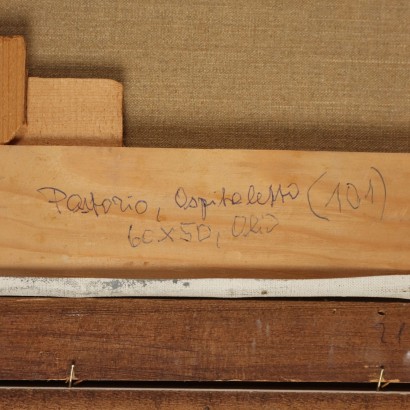 Pastorio, Ospitaletto (101)
60x50, Olio